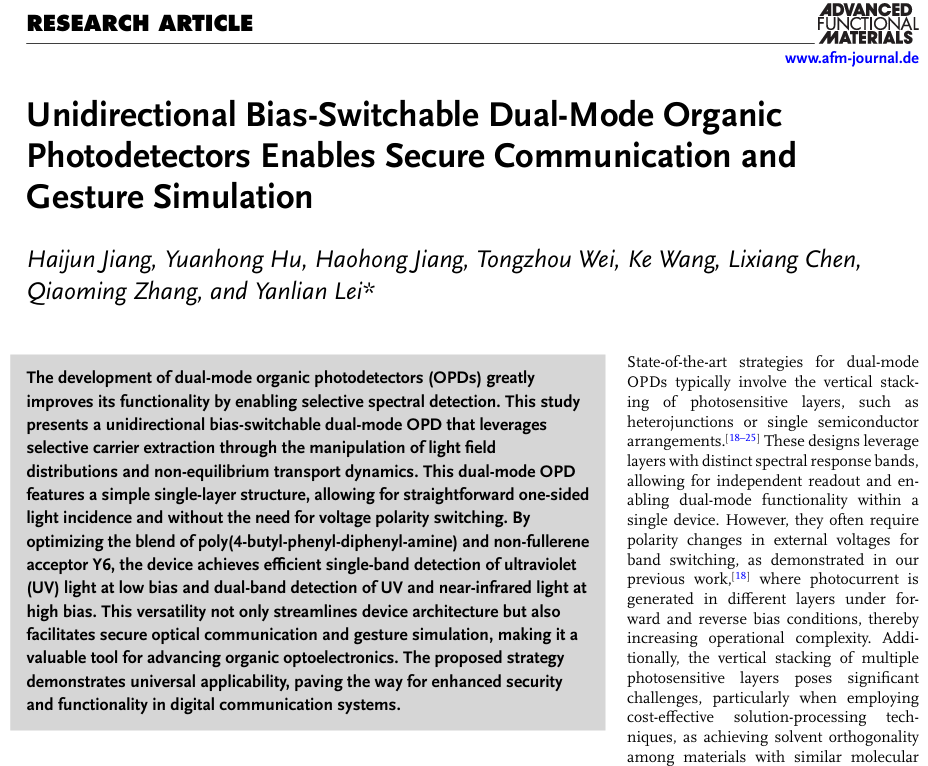 RESEARCH ARTICLE
ADVANCED
FUNCTIONAL
MATERIALS
www.afm-journal.de
Unidirectional Bias-Switchable Dual-Mode Organic
Photodetectors Enables Secure Communication and
Gesture Simulation
Haijun Jiang, Yuanhong Hu, Haohong Jiang, Tongzhou Wei, Ke Wang, Lixiang Chen,
Qiaoming Zhang, and Yanlian Lei*
The development of dual-mode organic photodetectors (OPDs) greatly
improves its functionality by enabling selective spectral detection. This study
presents a unidirectional bias-switchable dual-mode OPD that leverages
selective carrier extraction through the manipulation of light field
distributions and non-equilibrium transport dynamics. This dual-mode OPD
features a simple single-layer structure, allowing for straightforward one-sided
light incidence and without the need for voltage polarity switching. By
optimizing the blend of poly(4-butyl-phenyl-diphenyl-amine) and non-fullerene
acceptor Y6, the device achieves efficient single-band detection of ultraviolet
(UV) light at low bias and dual-band detection of UV and near-infrared light at
high bias. This versatility not only streamlines device architecture but also
facilitates secure optical communication and gesture simulation, making it a
valuable tool for advancing organic optoelectronics. The proposed strategy
demonstrates universal applicability, paving the way for enhanced security
and functionality in digital communication systems.
State-of-the-art strategies for dual-mode
OPDs typically involve the vertical stack-
ing of photosensitive layers, such as
heterojunctions or single semiconductor
arrangements.[18–25] These designs leverage
layers with distinct spectral response bands,
allowing for independent readout and en-
abling dual-mode functionality within a
single device. However, they often require
polarity changes in external voltages for
band switching, as demonstrated in our
previous work,[18] where photocurrent is
generated in different layers under for-
ward and reverse bias conditions, thereby
increasing operational complexity. Addi-
tionally, the vertical stacking of multiple
photosensitive layers poses significant
challenges, particularly when employing
cost-effective solution-processing tech-
niques, as achieving solvent orthogonality
among materials with similar molecular